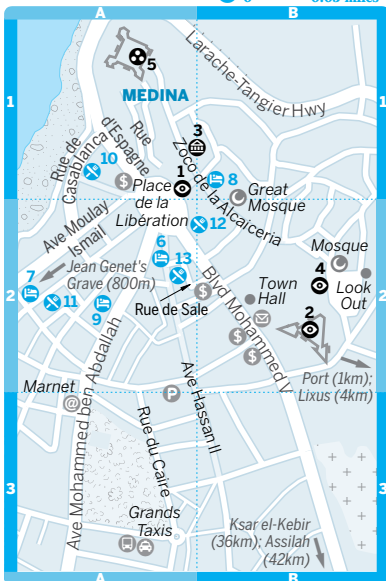 0.05 miles
A
B
1
1
5
MEDINA
Larache-Tangier Hwy
Rue de
Casablanca
Rue
d'Espagne
3
Zoco de la Alcaiceria
10
$
1
8
Place
de la
Libération
Great
Mosque
12
Ave Moulay
Ismail
6
13
Mosque
4
Look
Out
7
Jean Genet's
Grave (800m)
2
2
11
9
Rue de Sale
$
Blvd Mohammed V
Town
Hall
2
$
$
Port (1km);
Lixus (4km)
Marnet
@
P
Ave Mohammed ben Abdallah
Rue du Caire
Ave Hassan II
3
3
Grands
Taxis
Ksar el-Kebir
(36km); Assilah
(42km)
A
B